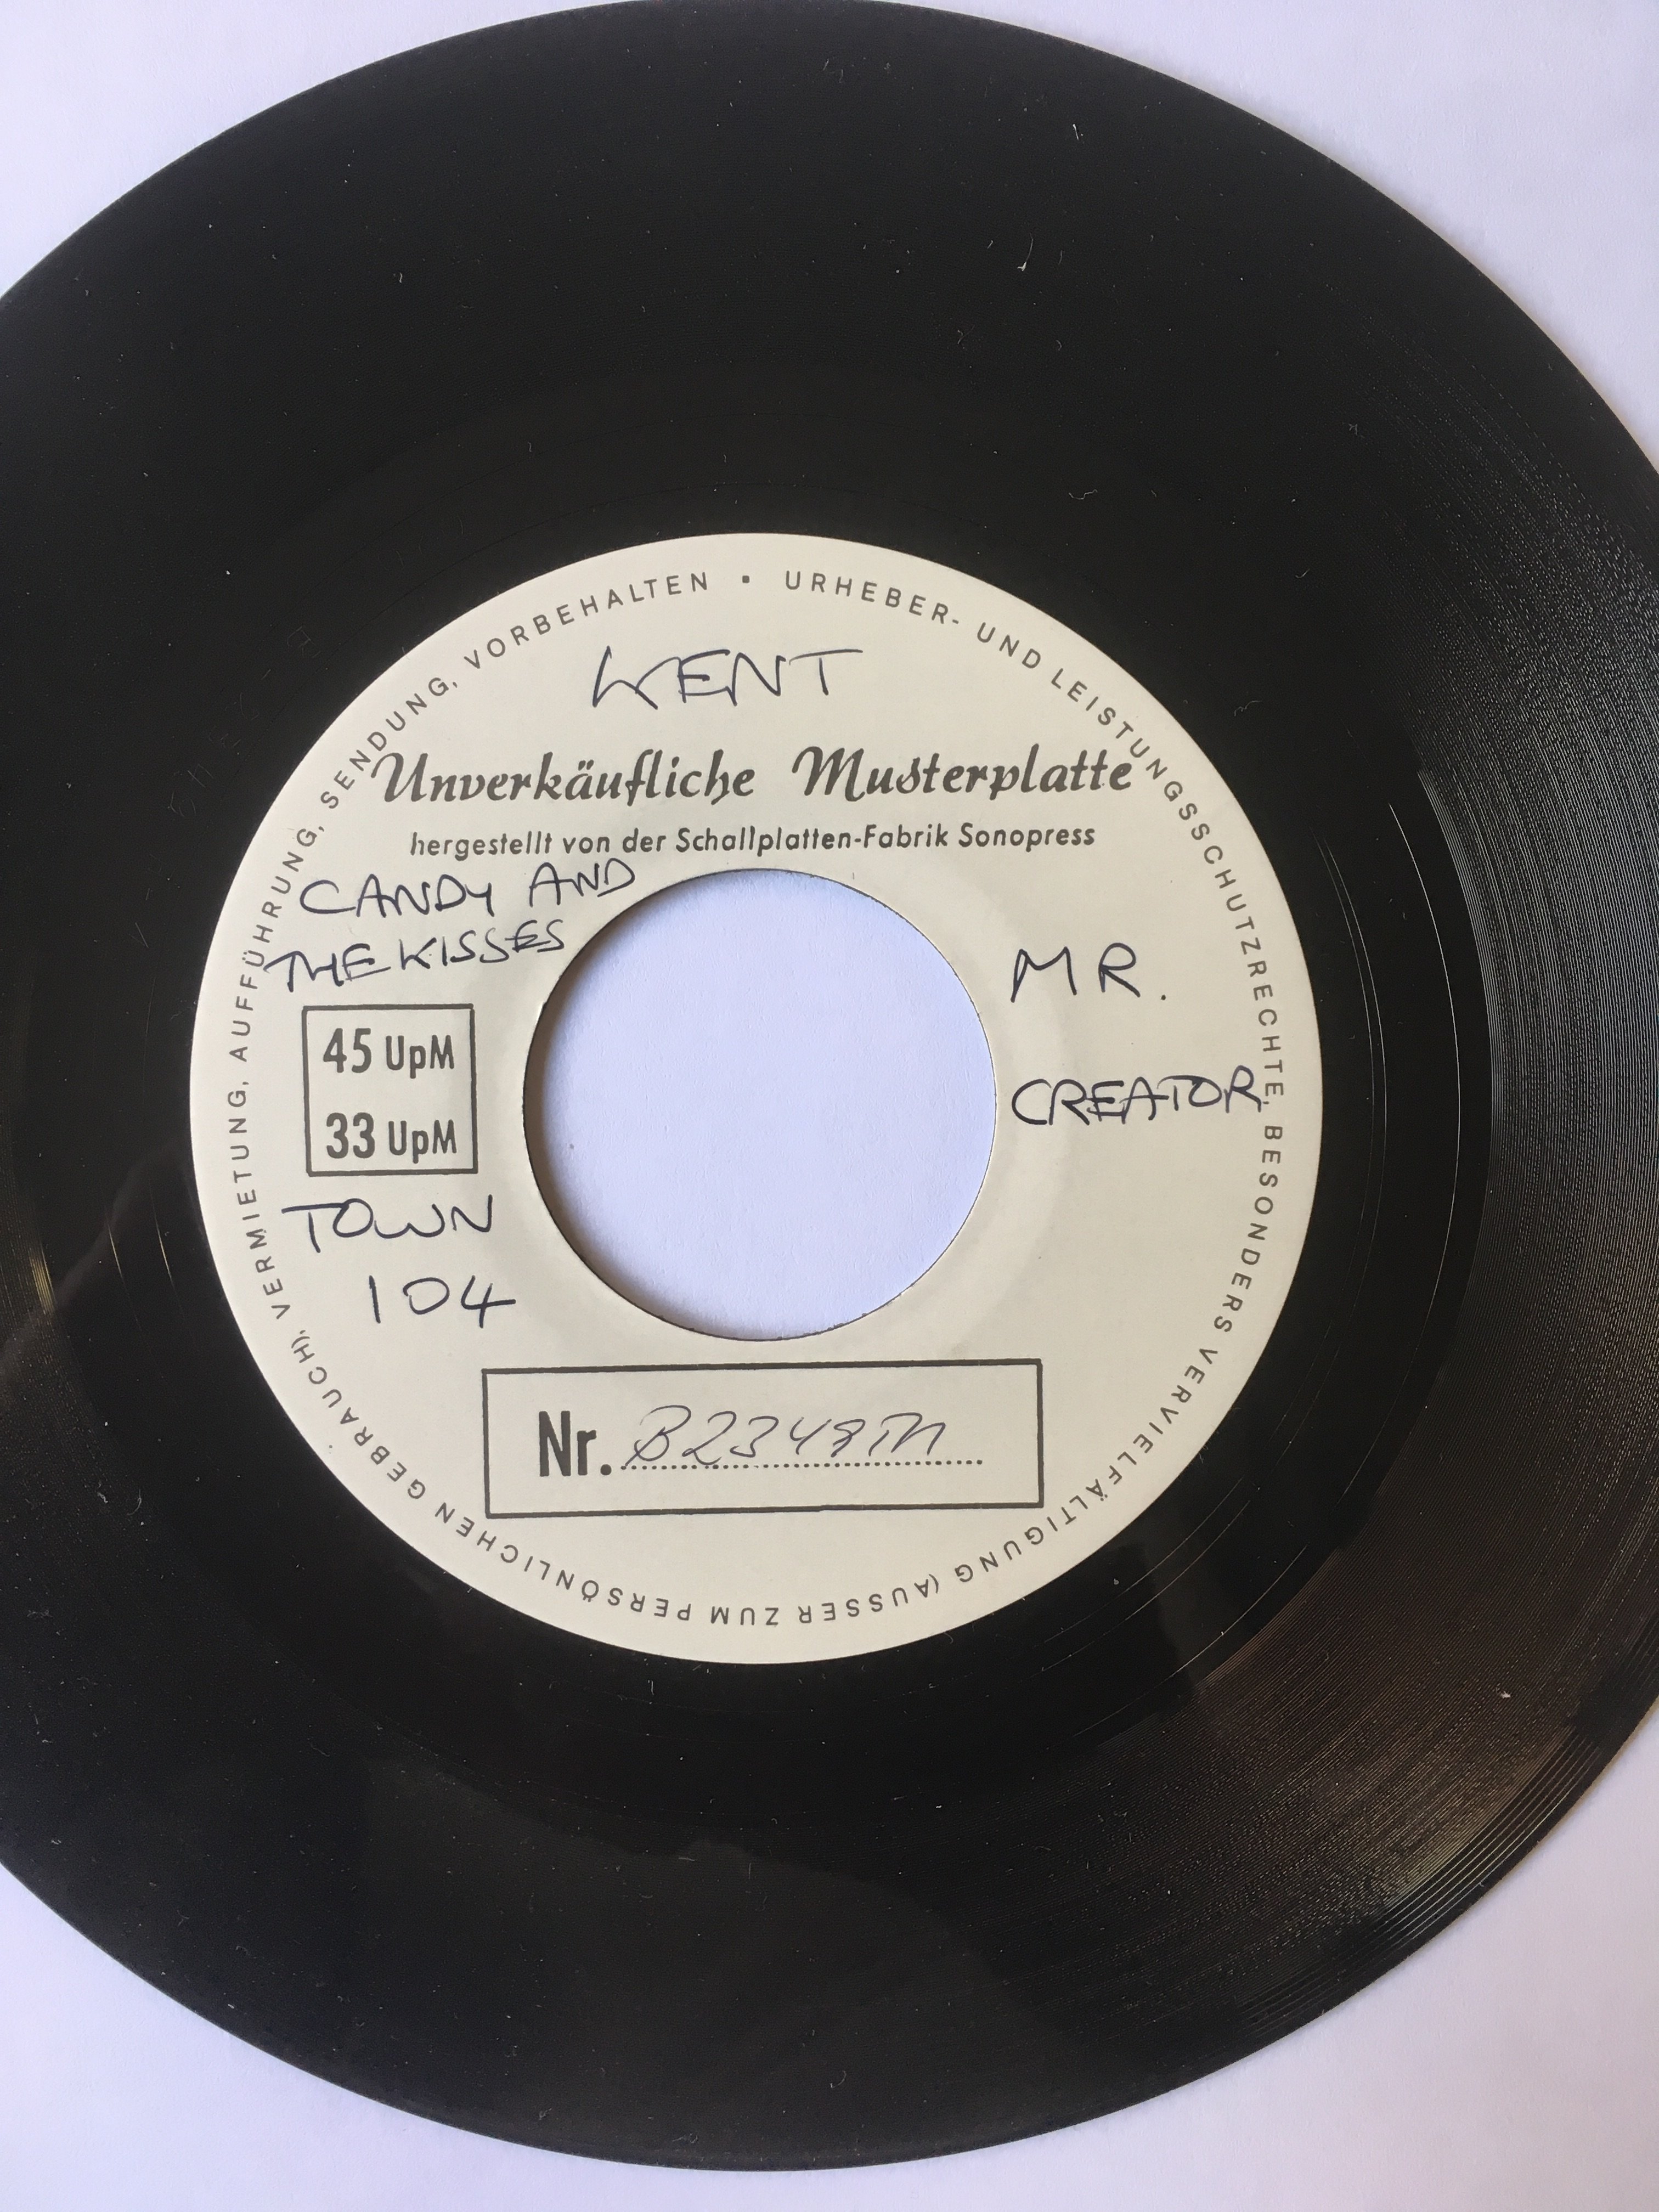 URHEBER- UND LEISTUNGSSCHUTZRECHTE, BESONDERS VERVIELFÄLTIGUNG (AUSSER ZUM PERSÖNLICHEN GEBRAUCH), VERMIETUNG, AUFFÜHRUNG, SENDUNG, VORBEHALTEN ▪
KENT
Unverkäufliche Musterplatte
hergestellt von der Schallplatten-Fabrik Sonopress
CANDY AND
THE KISSES
MR.
CREATOR
45 UpM
33 UpM
TOWN
104
Nr.